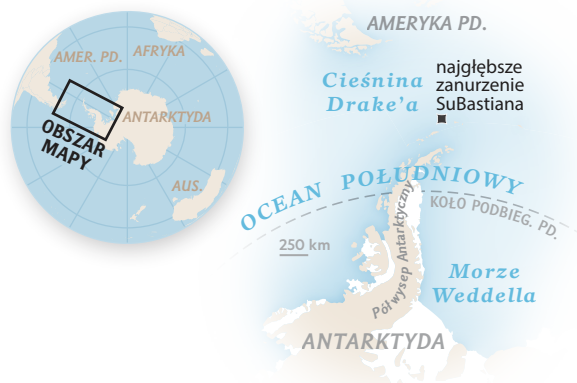 AMER. PD.
AFRYKA
ANTARKTYDA
OBSZAR
MAPY
AUS.
AMERYKA PD.
Cieśnina
Drake'a
najgłębsze
zanurzenie
SuBastiana
OCEAN POŁUDNIOWY
KOŁO PODBIEG. PD.
250 km
Półwysep Antarktyczny
Morze
Weddella
ANTARKTYDA